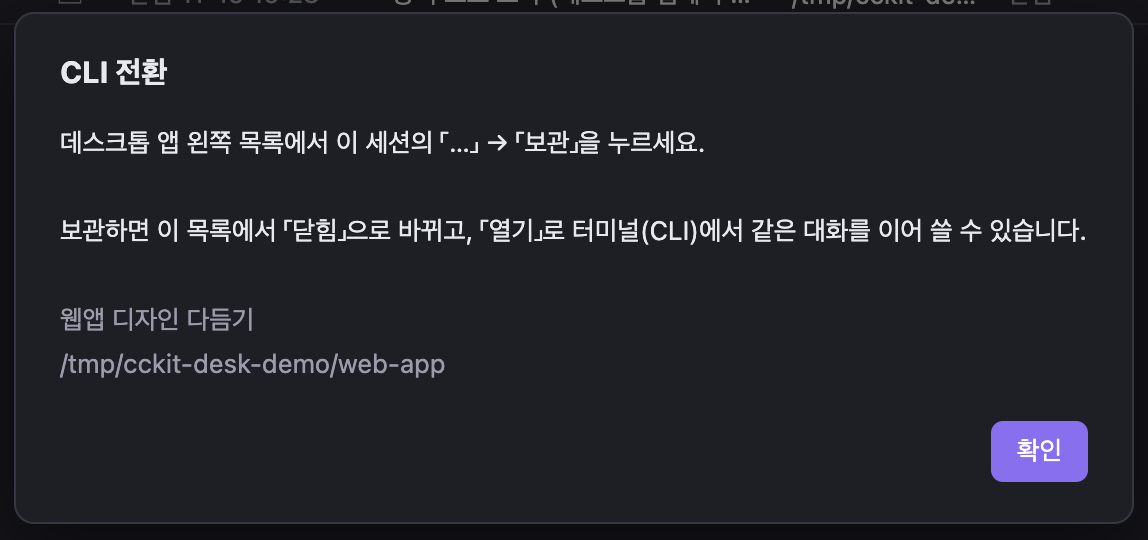 CLI 전환
데스크톱 앱 왼쪽 목록에서 이 세션의 「...」 → 「보관」을 누르세요.
보관하면 이 목록에서 「닫힘」으로 바뀌고, 「열기」로 터미널(CLI)에서 같은 대화를 이어 쓸 수 있습니다.
웹앱 디자인 다듬기
/tmp/cckit-desk-demo/web-app
확인